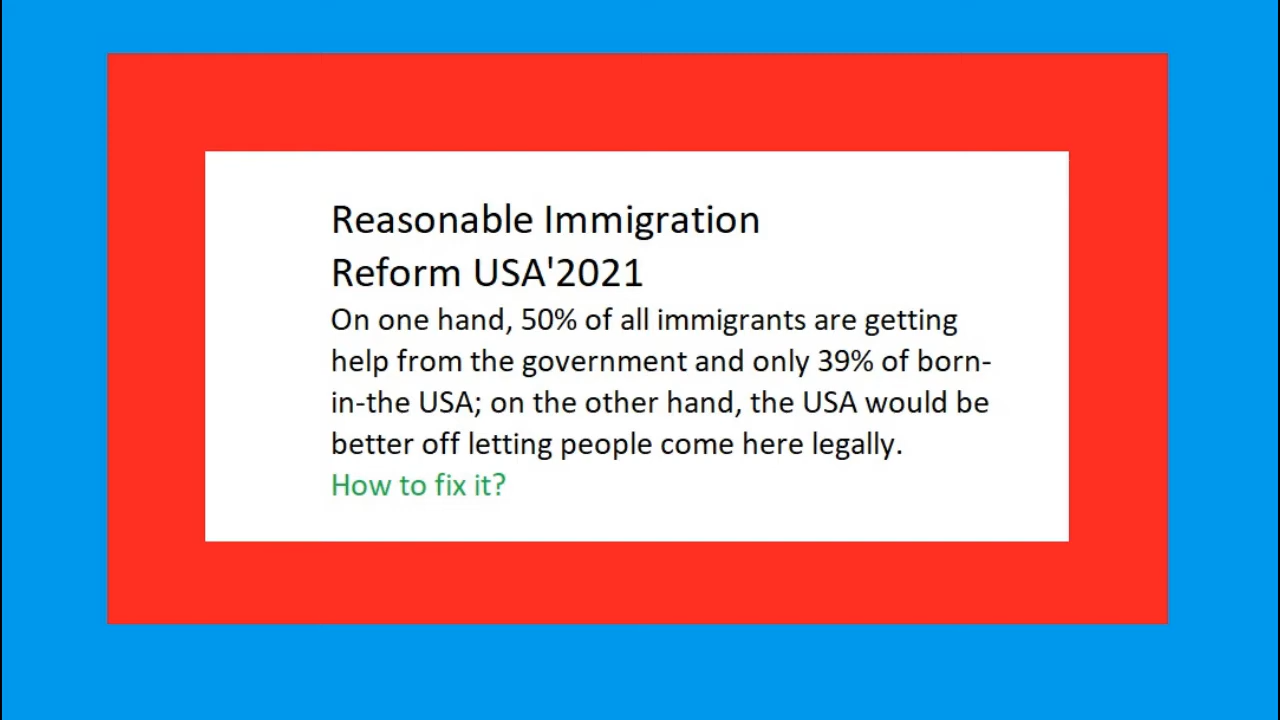 Reasonable Immigration
Reform USA'2021
On one hand, 50% of all immigrants are getting
help from the government and only 39% of born-
in-the USA; on the other hand, the USA would be
better off letting people come here legally.
How to fix it?